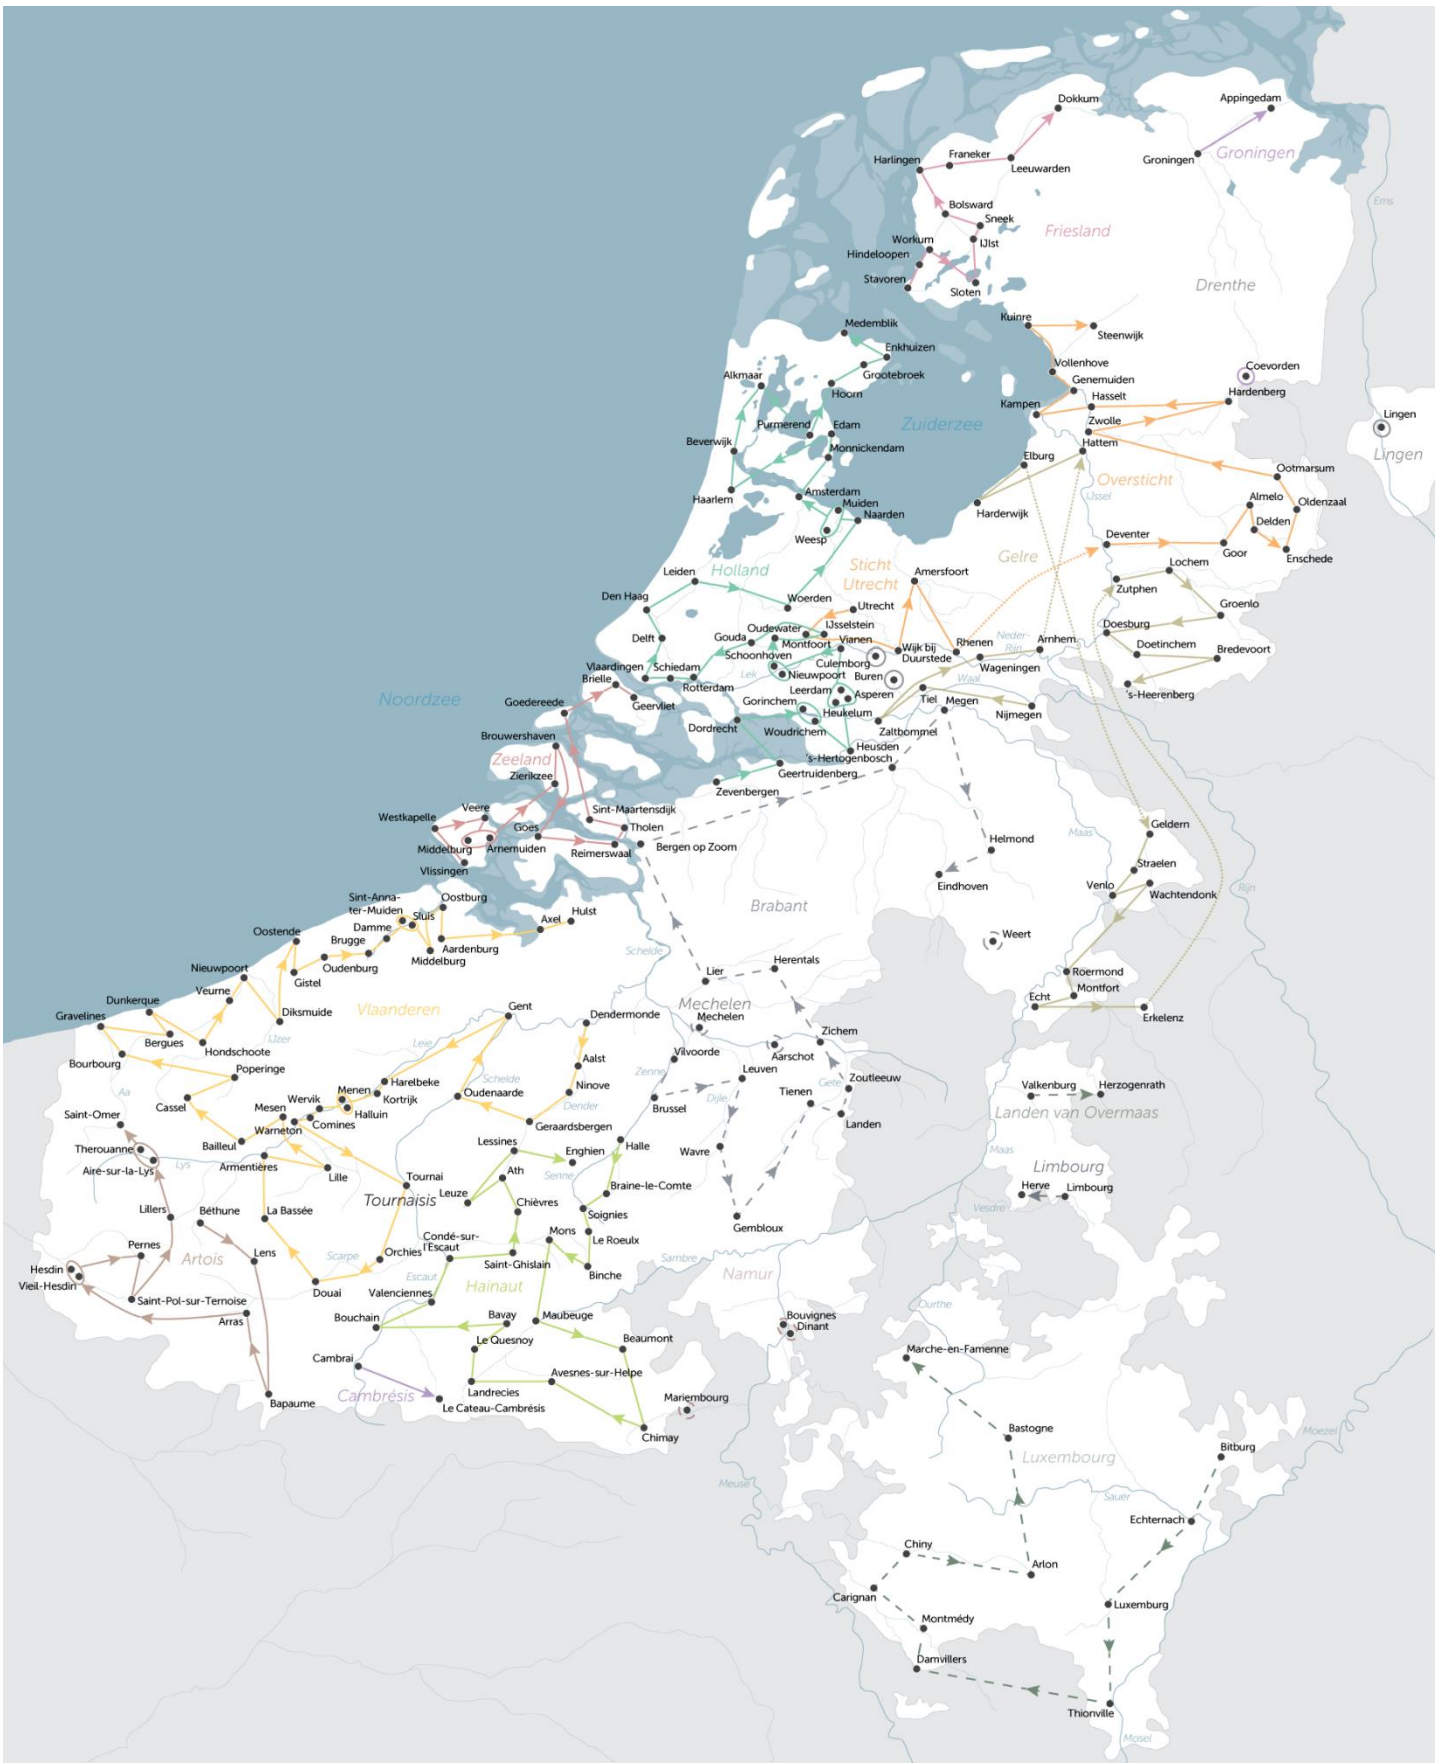 Dokkum
Appingedam
Groningen
Groningen
Franeker
Harlingen
Leeuwarden
Ems
Bolsward
Sneek
Friesland
Workum
IJlst
Hindeloopen
Stavoren
Sloten
Drenthe
Kuinre
Medemblik
Steenwijk
Enkhuizen
Vollenhove
Grootebroek
Coevorden
Alkmaar
Genemuiden
Hoorn
Hasselt
Hardenberg
Kampen
Lingen
Purmerend
Edam
Zuiderzee
Zwolle
Beverwijk
Monnickendam
Hattem
Lingen
Elburg
Ootmarsum
Oversticht
Haarlem
Amsterdam
IJssel
Almelo
Oldenzaal
Muiden
Harderwijk
Naarden
Delden
Weesp
Deventer
Goor
Enschede
Gelre
Holland
Sticht
Utrecht
Leiden
Amersfoort
Lochem
Zutphen
Den Haag
Woerden
Utrecht
Groenlo
Oudewater
IJsselstein
Doesburg
Delft
Gouda
Montfoort
Vianen
Wijk bij
Duurstede
Rhenen
Neder-
Rijn
Arnhem
Schoonhoven
Culemborg
Wageningen
Doetinchem
Bredevoort
Vlaardingen
Schiedam
Lek
Nieuwpoort
Buren
Waal
Brielle
Rotterdam
Leerdam
Asperen
's-Heerenberg
Noordzee
Geervliet
Gorinchem
Tiel
Megen
Goedereede
Heukelum
Nijmegen
Dordrecht
Woudrichem
Zaltbommel
Brouwershaven
Heusden
's-Hertogenbosch
Zeeland
Geertruidenberg
Zierikzee
Zevenbergen
Veere
Sint-Maartensdijk
Westkapelle
Goes
Tholen
Geldern
Middelburg
Arnemuiden
Reimerswaal
Bergen op Zoom
Maas
Helmond
Vlissingen
Straelen
Eindhoven
Venlo
Wachtendonk
Rijn
Sint-Anna-
ter-Muiden
Oostburg
Brabant
Sluis
Axel
Hulst
Oostende
Damme
Weert
Brugge
Aardenburg
Oudenburg
Middelburg
Schelde
Nieuwpoort
Gistel
Lier
Herentals
Roermond
Veurne
Montfort
Dunkerque
Vlaanderen
Gent
Mechelen
Echt
Gravelines
Diksmuide
Dendermonde
Mechelen
Erkelenz
Bergues
Hondschoote
IJzer
Leie
Zichem
Bourbourg
Vilvoorde
Aarschot
Poperinge
Aalst
Leuven
Aa
Harelbeke
Schelde
Zenne
Tienen
Gete
Zoutleeuw
Valkenburg
Herzogenrath
Menen
Kortrijk
Oudenaarde
Ninove
Dijle
Cassel
Wervik
Dender
Brussel
Landen van Overmaas
Saint-Omer
Mesen
Halluin
Landen
Warneton
Comines
Geraardsbergen
Bailleul
Lessines
Halle
Therouanne
Armentières
Enghien
Wavre
Maas
Aire-sur-la-Lys
Lys
Lille
Tournai
Ath
Senne
Limbourg
Tournaisis
Leuze
Braine-le-Comte
Herve
Limbourg
Lillers
Béthune
La Bassée
Chièvres
Soignies
Gembloux
Vesdre
Condé-sur-
l'Escaut
Mons
Le Roeulx
Pernes
Artois
Lens
Scarpe
Orchies
Saint-Ghislain
Sambre
Hesdin
Escaut
Binche
Namur
Vieil-Hesdin
Douai
Hainaut
Saint-Pol-sur-Ternoise
Valenciennes
Ourthe
Arras
Bouchain
Bavay
Maubeuge
Bouvignes
Dinant
Le Quesnoy
Beaumont
Cambrai
Marche-en-Famenne
Avesnes-sur-Helpe
Cambrésis
Landrecies
Mariembourg
Bapaume
Le Cateau-Cambrésis
Chimay
Bastogne
Moezel
Bitburg
Luxembourg
Meuse
Sauer
Echternach
Chiny
Arlon
Carignan
Luxemburg
Montmédy
Damvillers
Thionville
Mosel